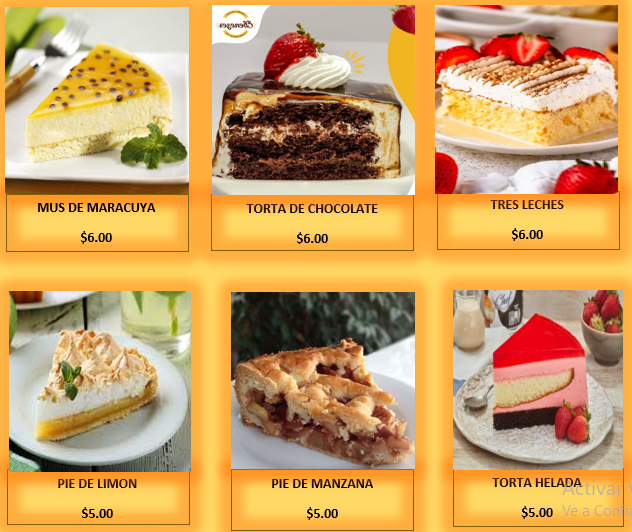 MUS DE MARACUYA
$6.00
TORTA DE CHOCOLATE
$6.00
TRES LECHES
$6.00
PIE DE LIMON
$5.00
PIE DE MANZANA
$5.00
TORTA HELADA
$5.00
Activar
Ve a Confi